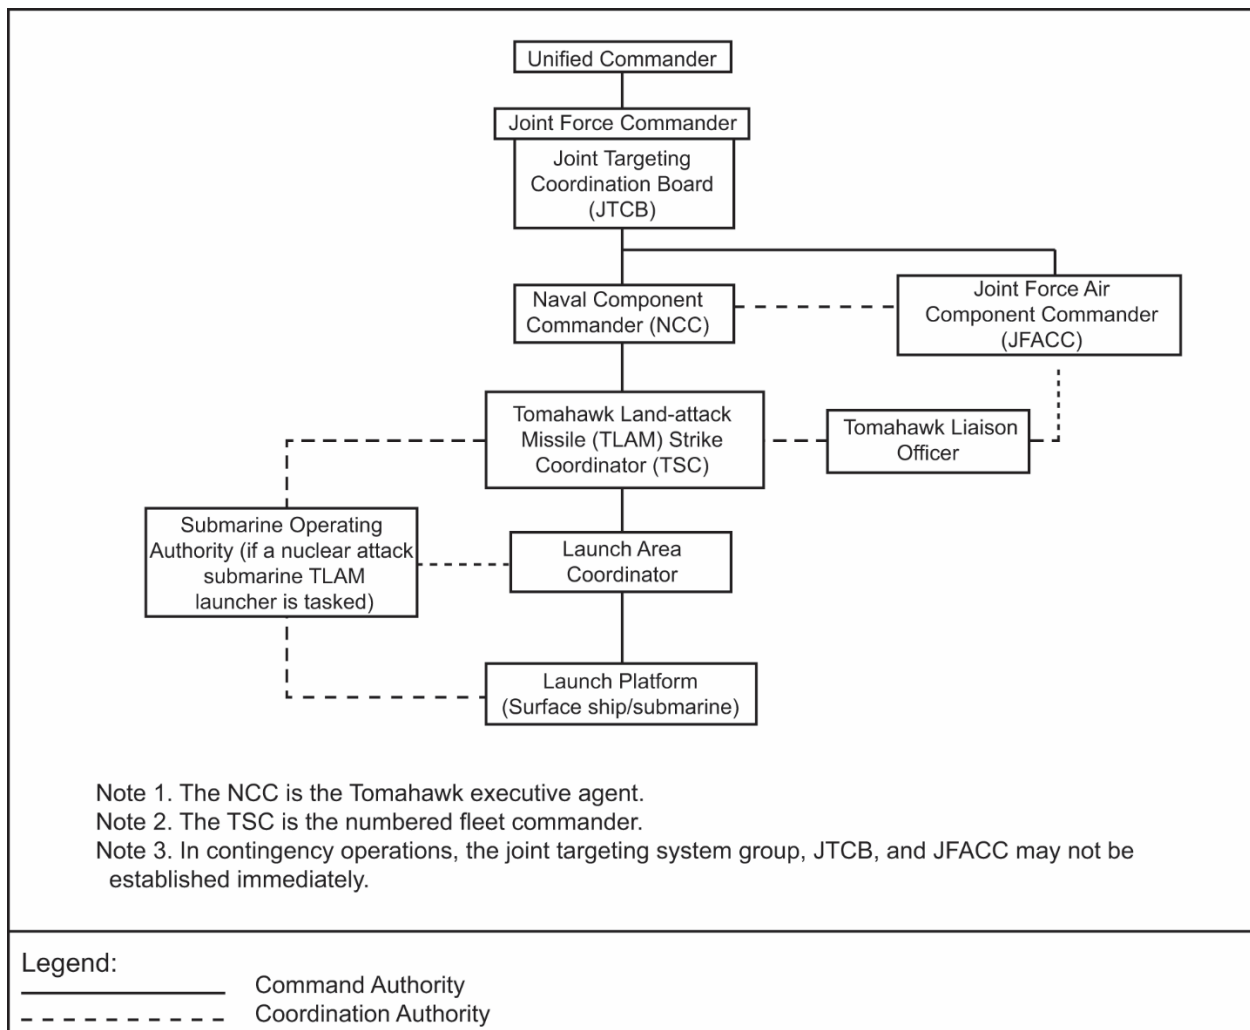 Unified Commander
Joint Force Commander
Joint Targeting
Coordination Board
(JTCB)
Naval Component
Commander (NCC)
Joint Force Air
Component Commander
(JFACC)
Tomahawk Land-attack
Missile (TLAM) Strike
Coordinator (TSC)
Tomahawk Liaison
Officer
Submarine Operating
Authority (if a nuclear attack
submarine TLAM
launcher is tasked)
Launch Area
Coordinator
Launch Platform
(Surface ship/submarine)
Note 1. The NCC is the Tomahawk executive agent.
Note 2. The TSC is the numbered fleet commander.
Note 3. In contingency operations, the joint targeting system group, JTCB, and JFACC may not be
established immediately.
Legend:
Command Authority
Coordination Authority